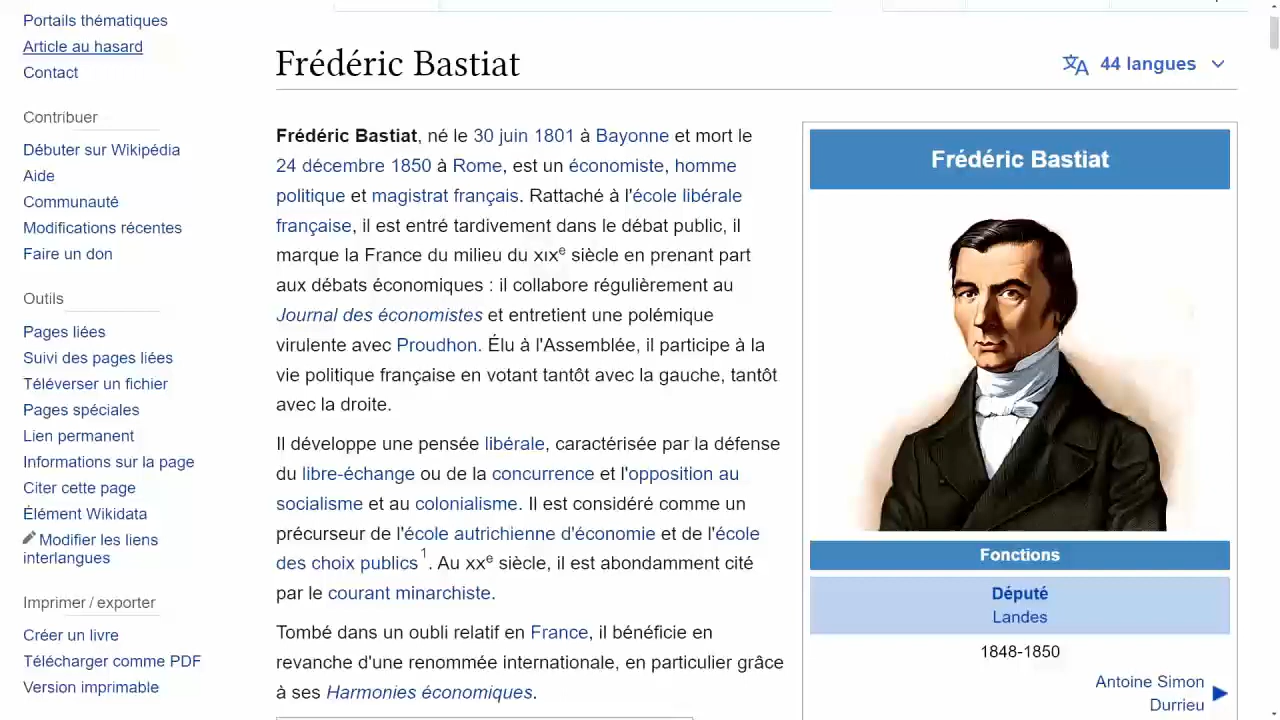 Portails thématiques
Article au hasard
Contact
Contribuer
Débuter sur Wikipédia
Aide
Communauté
Modifications récentes
Faire un don
Outils
Pages liées
Suivi des pages liées
Téléverser un fichier
Pages spéciales
Lien permanent
Informations sur la page
Citer cette page
Élément Wikidata
Modifier les liens
interlangues
Imprimer / exporter
Créer un livre
Télécharger comme PDF
Version imprimable
Frédéric Bastiat
44 langues
Frédéric Bastiat, né le 30 juin 1801 à Bayonne et mort le
24 décembre 1850 à Rome, est un économiste, homme
politique et magistrat français. Rattaché à l'école libérale
française, il est entré tardivement dans le débat public, il
marque la France du milieu du XIXe siècle en prenant part
aux débats économiques : il collabore régulièrement au
Journal des économistes et entretient une polémique
virulente avec Proudhon. Élu à l'Assemblée, il participe à la
vie politique française en votant tantôt avec la gauche, tantôt
avec la droite.
Il développe une pensée libérale, caractérisée par la défense
du libre-échange ou de la concurrence et l'opposition au
socialisme et au colonialisme. Il est considéré comme un
précurseur de l'école autrichienne d'économie et de l'école
des choix publics1. Au XXe siècle, il est abondamment cité
par le courant minarchiste.
Tombé dans un oubli relatif en France, il bénéficie en
revanche d'une renommée internationale, en particulier grâce
à ses Harmonies économiques.
Frédéric Bastiat
Fonctions
Député
Landes
1848-1850
Antoine Simon
Durrieu